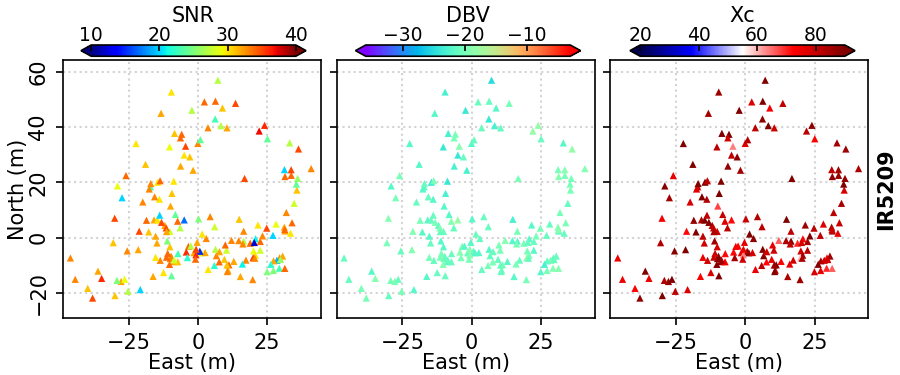 SNR DBV Xc
10 20 30 40 −30 −20 −10 20 40 60 80
60
40
20
0
−20
North (m)
IR5209
−25 0 25 −25 0 25 −25 0 25
East (m) East (m) East (m)